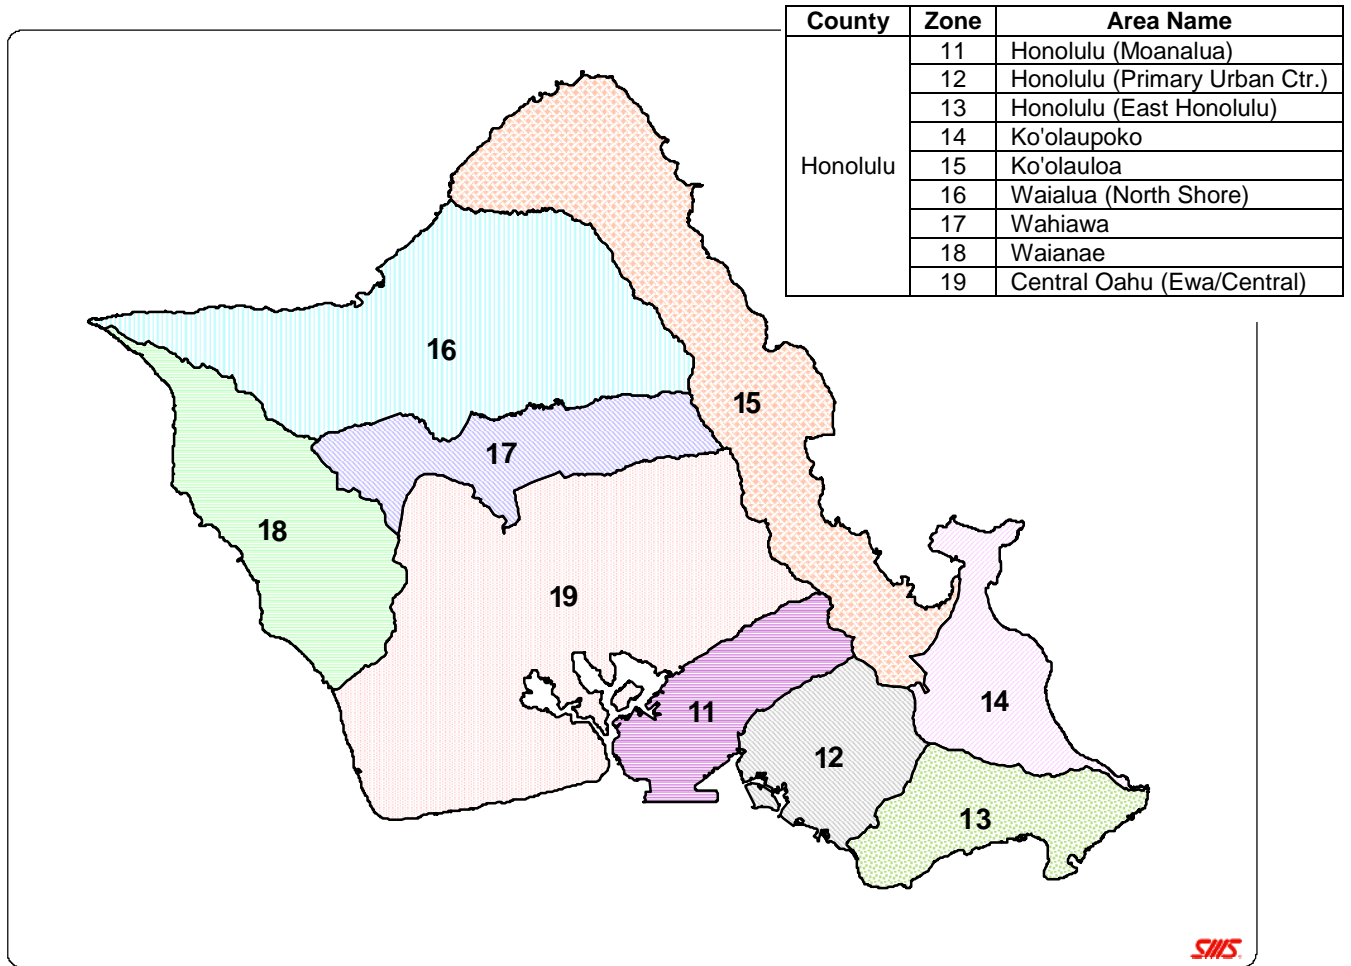 County Zone Area Name
Honolulu
11 Honolulu (Moanalua)
12 Honolulu (Primary Urban Ctr.)
13 Honolulu (East Honolulu)
14 Ko'olaupoko
15 Ko'olauloa
16 Waialua (North Shore)
17 Wahiawa
18 Waianae
19 Central Oahu (Ewa/Central)
16
15
17
18
19
14
11
12
13
SMS